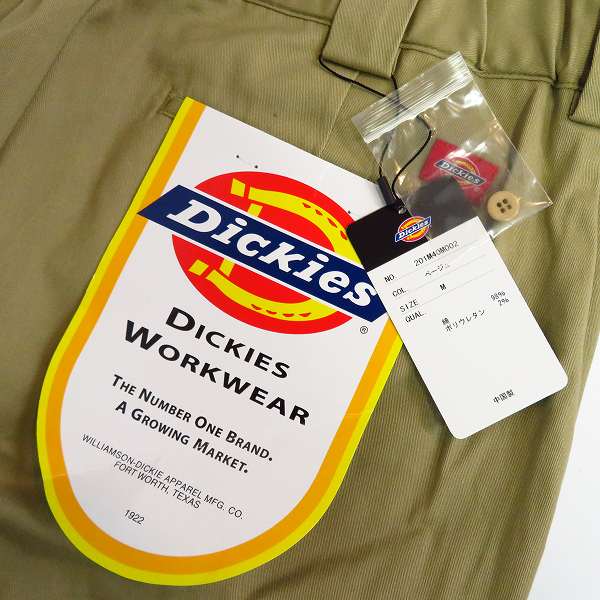 Dickies
®
DICKIES
WORKWEAR
THE NUMBER ONE BRAND.
A GROWING MARKET.
WILLIAMSON-DICKIE APPAREL MFG. CO.
FORT WORTH, TEXAS
1922
Dickies
Dickies
NO. 201M40M002
COL ベージュ
SIZE M
QUAL. 綿 98%
ポリウレタン 2%
中国製